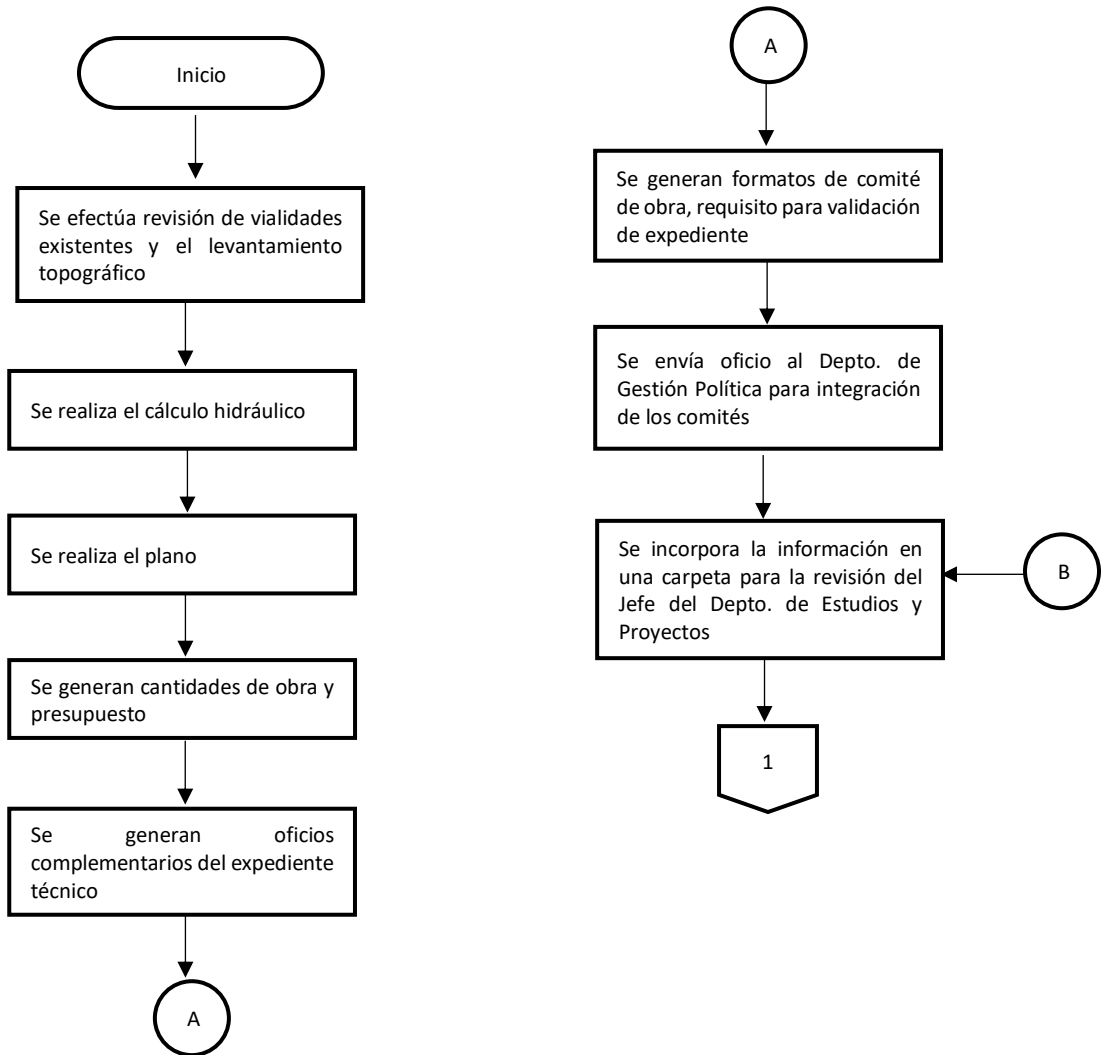 Inicio
Se efectúa revisión de vialidades
existentes y el levantamiento
topográfico
Se realiza el cálculo hidráulico
Se realiza el plano
Se generan cantidades de obra y
presupuesto
Se generan oficios
complementarios del expediente
técnico
A
A
Se generan formatos de comité
de obra, requisito para validación
de expediente
Se envía oficio al Depto. de
Gestión Política para integración
de los comités
Se incorpora la información en
una carpeta para la revisión del
Jefe del Depto. de Estudios y
Proyectos
B
1